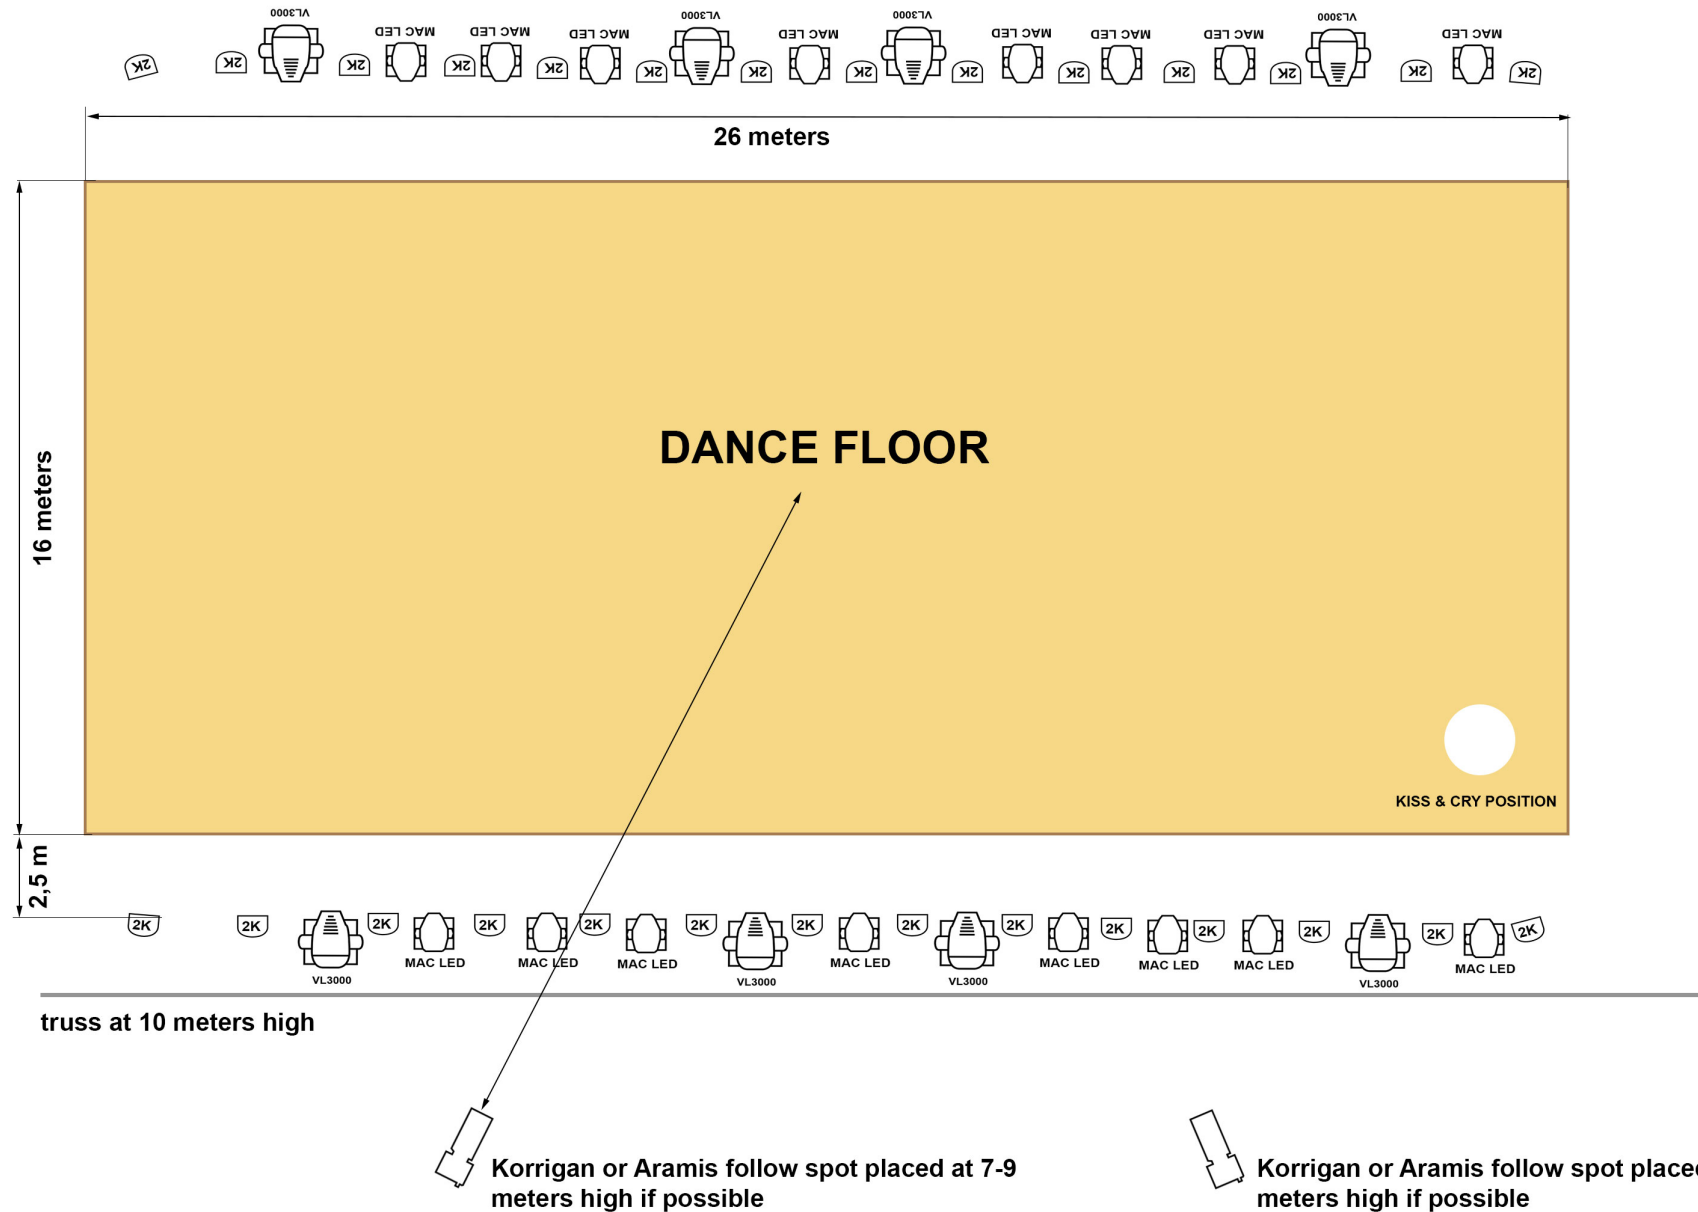 VL3000 VL3000 VL3000 VL3000
MAC LED MAC LED MAC LED MAC LED MAC LED MAC LED MAC LED MAC LED
2K 2K 2K 2K 2K 2K 2K 2K 2K 2K 2K 2K 2K 2K
26 meters
16 meters
DANCE FLOOR
KISS & CRY POSITION
2,5 m
2K 2K 2K 2K 2K 2K 2K 2K 2K 2K 2K 2K 2K 2K
MAC LED MAC LED MAC LED MAC LED MAC LED MAC LED MAC LED MAC LED
VL3000 VL3000 VL3000 VL3000
truss at 10 meters high
Korrigan or Aramis follow spot placed at 7-9
meters high if possible
Korrigan or Aramis follow spot placed
meters high if possible